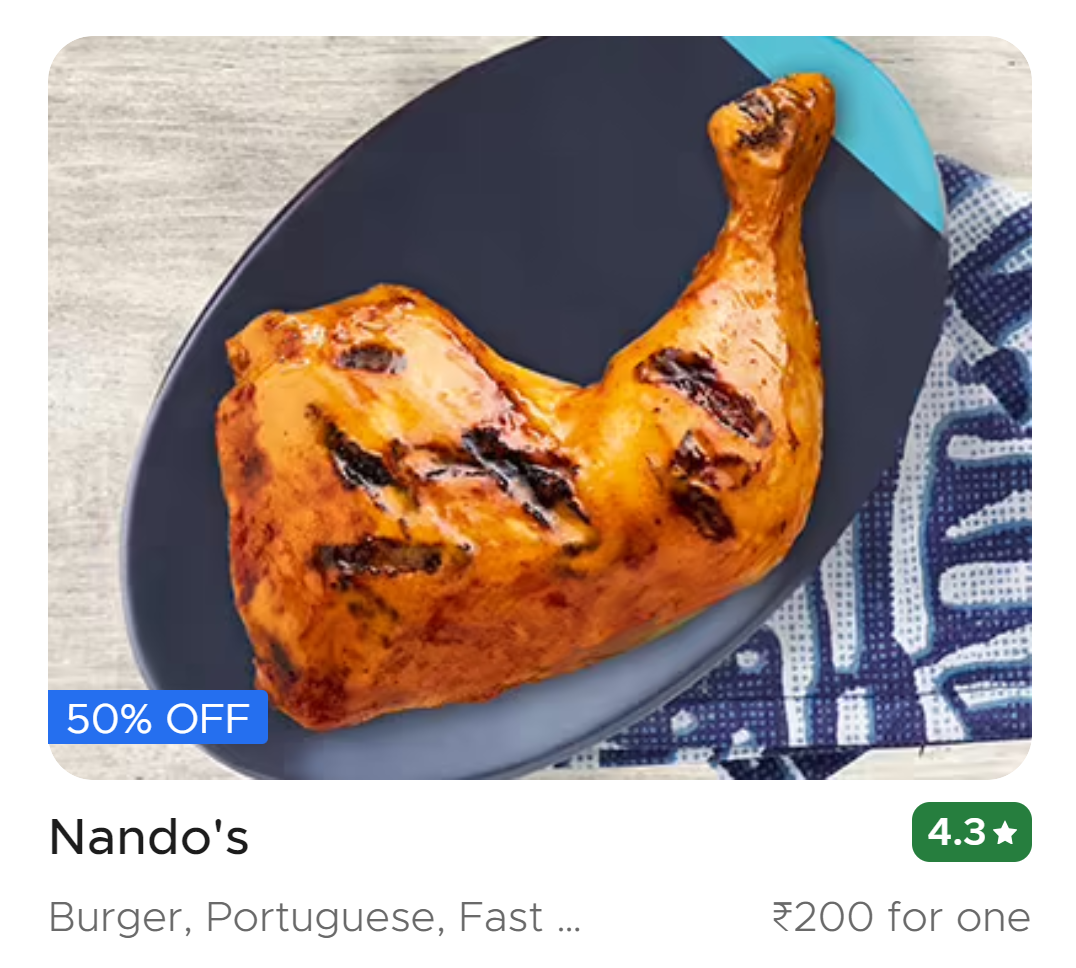 50% OFF
Nando's
4.3★
Burger, Portuguese, Fast ...
₹200 for one